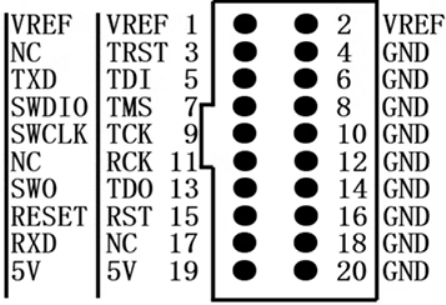 VREF VREF 1 2 VREF
NC TRST 3 4 GND
TXD TDI 5 6 GND
SWDIO TMS 7 8 GND
SWCLK TCK 9 10 GND
NC RCK 11 12 GND
SWO TDO 13 14 GND
RESET RST 15 16 GND
RXD NC 17 18 GND
5V 5V 19 20 GND